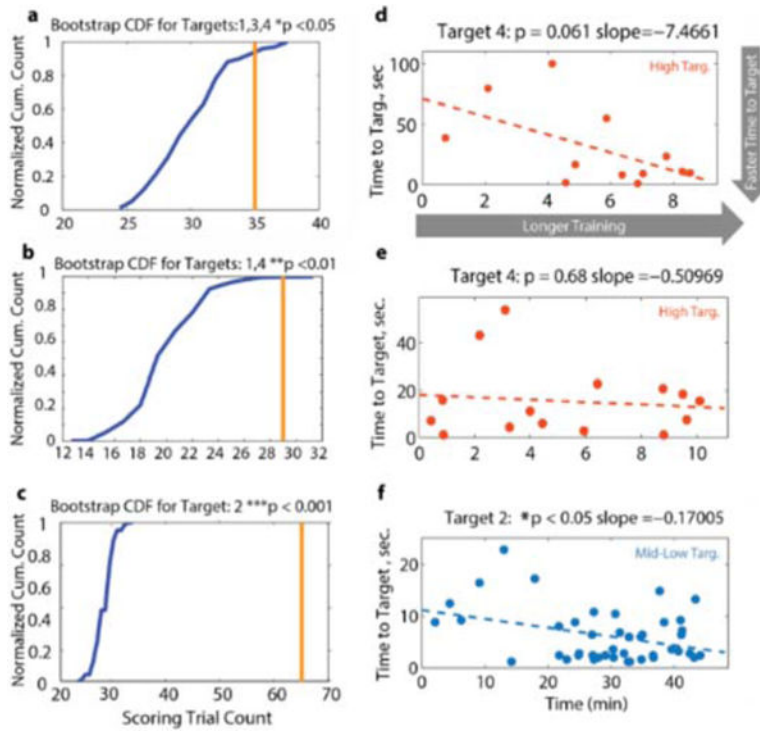 a
Bootstrap CDF for Targets:1,3,4 *p <0.05
Normalized Cum. Count
1
0.8
0.6
0.4
0.2
0
20 25 30 35 40
b
Bootstrap CDF for Targets: 1,4 **p <0.01
Normalized Cum. Count
1
0.8
0.6
0.4
0.2
0
12 14 16 18 20 22 24 26 28 30 32
c
Bootstrap CDF for Target: 2 ***p < 0.001
Normalized Cum. Count
1
0.8
0.6
0.4
0.2
0
20 30 40 50 60 70
Scoring Trial Count
d
Target 4: p = 0.061 slope=−7.4661
High Targ.
Time to Targ., sec
100
50
0
0 2 4 6 8
Longer Training
Faster Time to Target
e
Target 4: p = 0.68 slope=−0.50969
High Targ.
Time to Target, sec.
40
20
0
0 2 4 6 8 10
f
Target 2: *p < 0.05 slope =−0.17005
Mid-Low Targ.
Time to Target , sec.
20
10
0
0 10 20 30 40
Time (min)